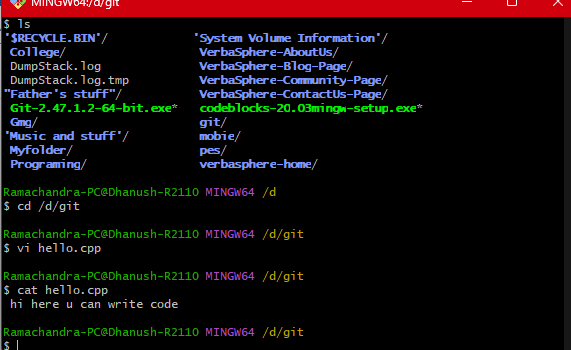 MINGW64:/d/git
$ ls
'$RECYCLE.BIN'/ 'System Volume Information'/
College/ VerbaSphere-AboutUs/
DumpStack.log VerbaSphere-Blog-Page/
DumpStack.log.tmp VerbaSphere-Community-Page/
"Father's stuff"/ VerbaSphere-ContactUs-Page/
Git-2.47.1.2-64-bit.exe* codeblocks-20.03mingw-setup.exe*
Gmg/ git/
'Music and stuff'/ mobie/
Myfolder/ pes/
Programing/ verbasphere-home/
Ramachandra-PC@Dhanush-R2110 MINGW64 /d
$ cd /d/git
Ramachandra-PC@Dhanush-R2110 MINGW64 /d/git
$ vi hello.cpp
Ramachandra-PC@Dhanush-R2110 MINGW64 /d/git
$ cat hello.cpp
hi here u can write code
Ramachandra-PC@Dhanush-R2110 MINGW64 /d/git
$